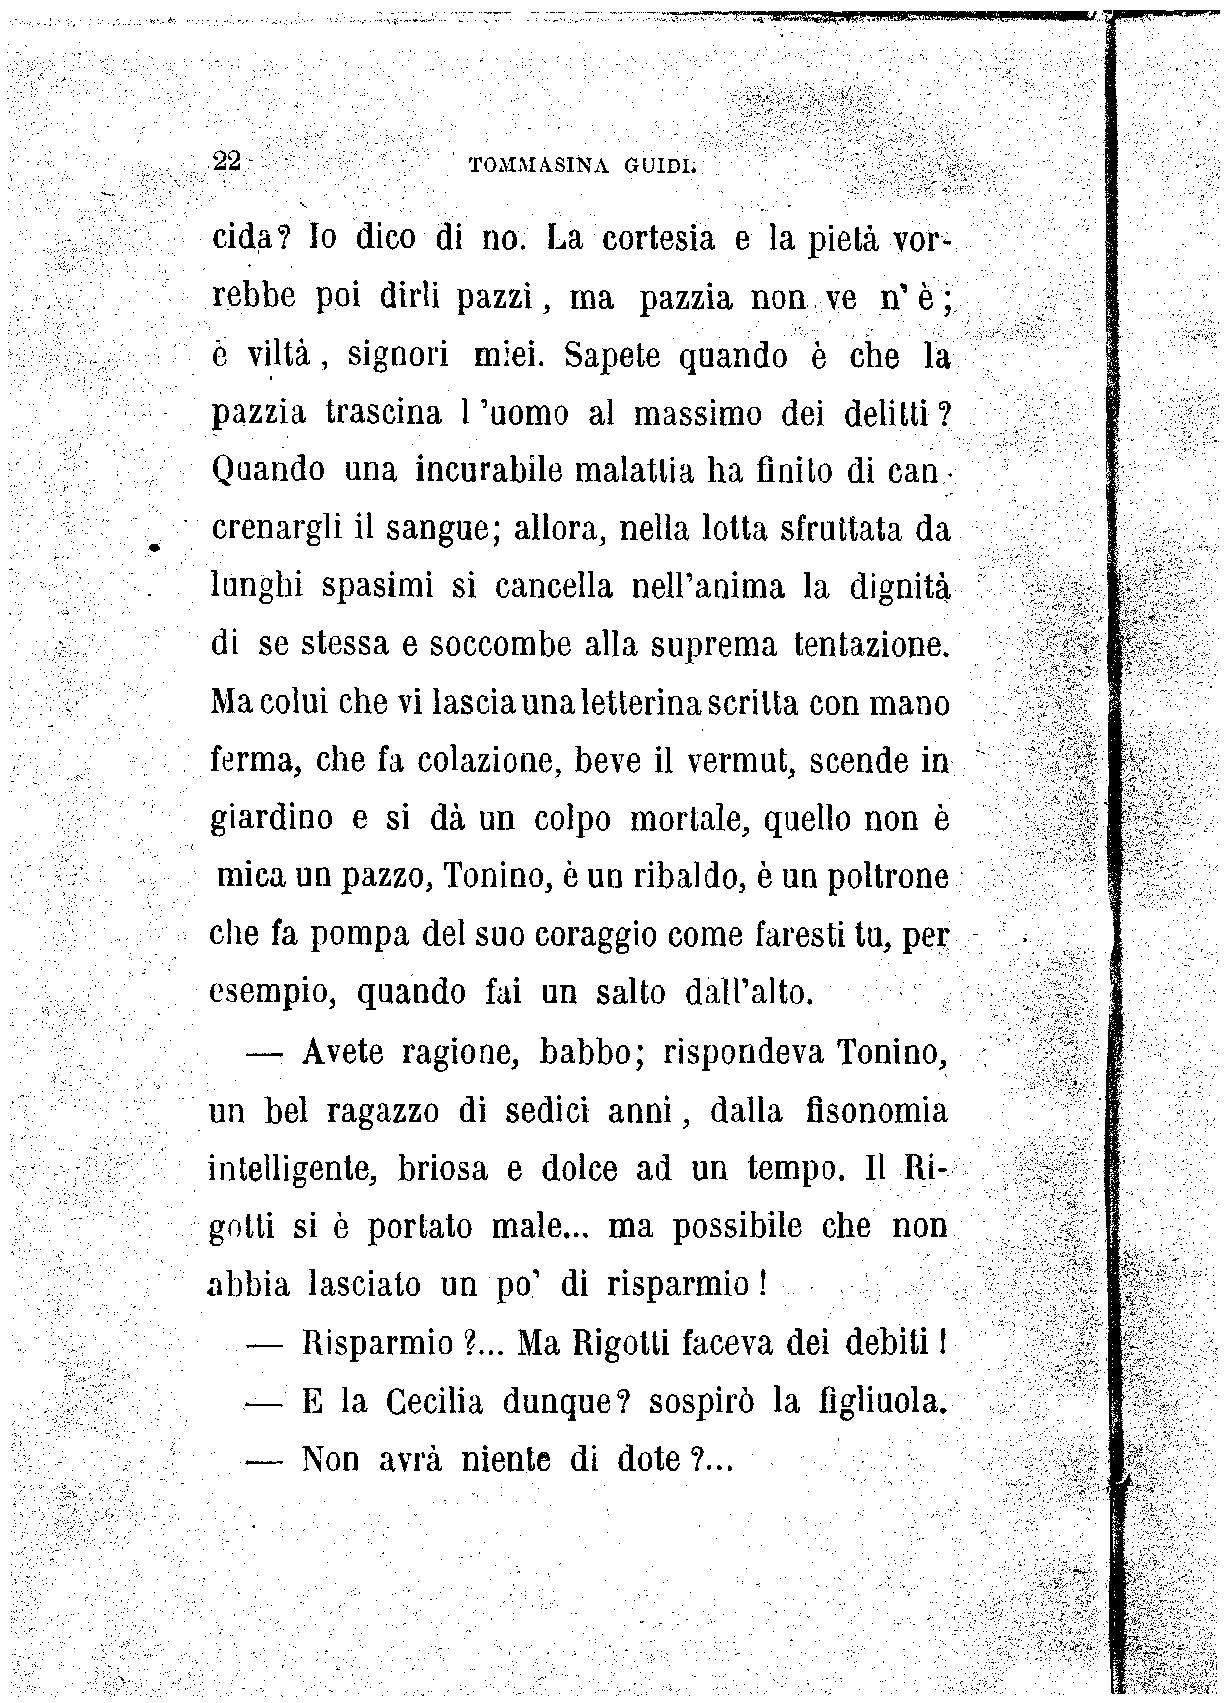 22 TOMMASINA GUIDI.
cida? Io dico di no. La cortesia e la pietà vor-
rebbe poi dirli pazzi, ma pazzia non ve n'è;
è viltà, signori miei. Sapete quando è che la
pazzia trascina l'uomo al massimo dei delitti?
Quando una incurabile malattia ha finito di can-
crenargli il sangue; allora, nella lotta sfruttata da
lunghi spasimi si cancella nell'anima la dignità
di se stessa e soccombe alla suprema tentazione.
Ma colui che vi lascia una letterina scritta con mano
ferma, che fa colazione, beve il vermut, scende in
giardino e si dà un colpo mortale, quello non è
mica un pazzo, Tonino, è un ribaldo, è un poltrone
che fa pompa del suo coraggio come faresti tu, per
esempio, quando fai un salto dall'alto.
— Avete ragione, babbo; rispondeva Tonino,
un bel ragazzo di sedici anni, dalla fisonomia
intelligente, briosa e dolce ad un tempo. Il Ri-
gotti si è portato male... ma possibile che non
abbia lasciato un po' di risparmio!
— Risparmio?... Ma Rigotti faceva dei debiti!
— E la Cecilia dunque? sospirò la figliuola.
— Non avrà niente di dote?...